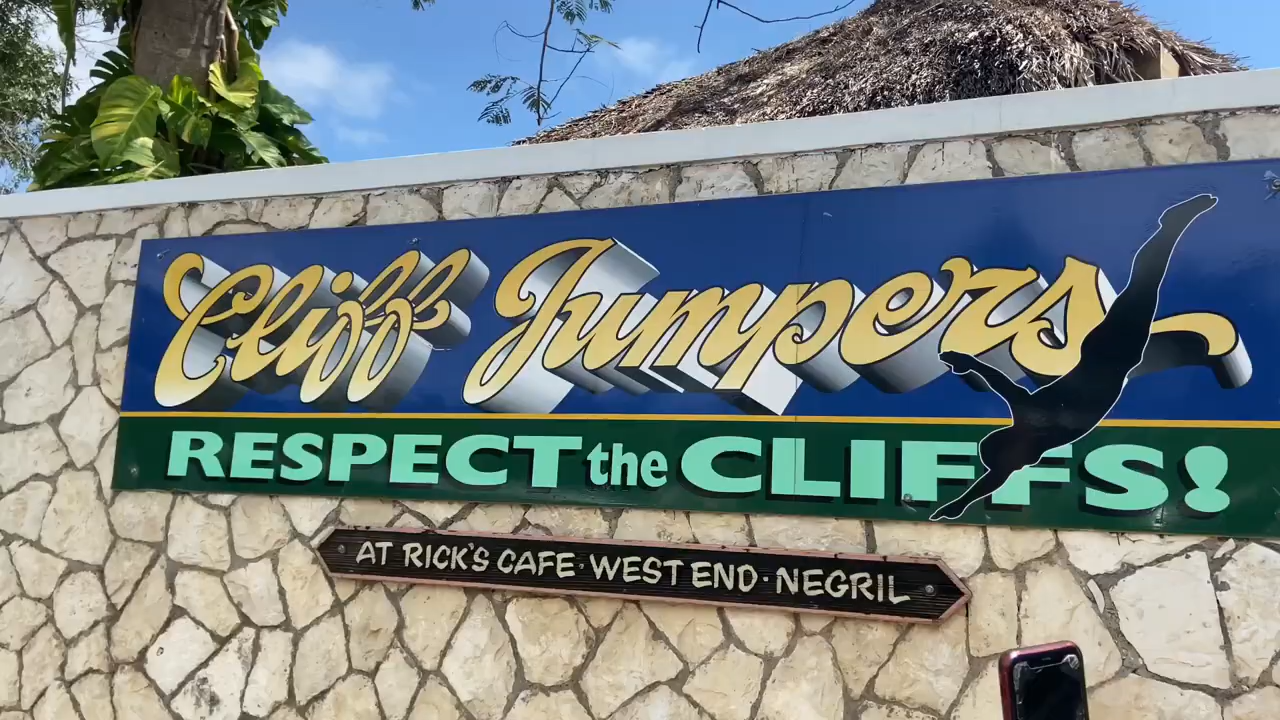 Cliff Jumpers
RESPECT the CLIFFS!
AT RICK'S CAFE · WEST END · NEGRIL